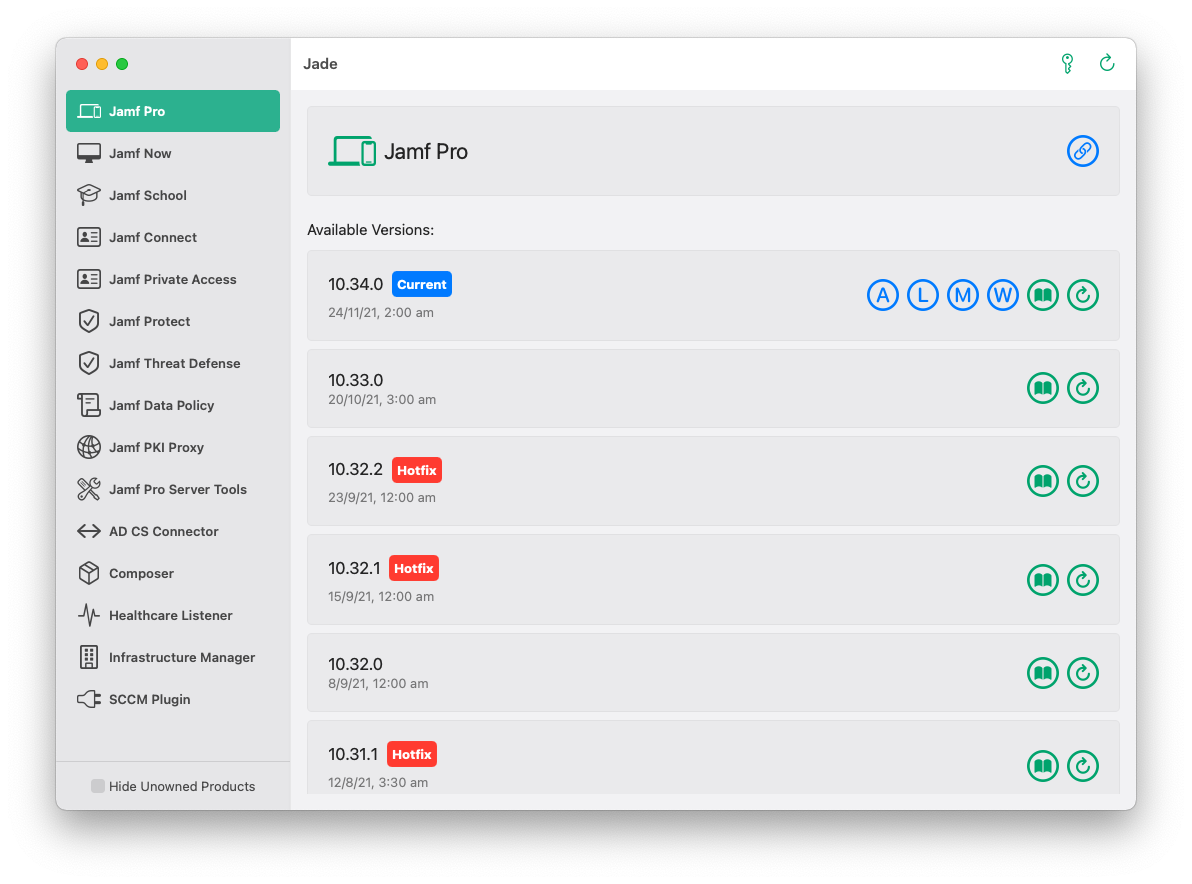 Jade
Jamf Pro
Jamf Now
Jamf School
Jamf Connect
Jamf Private Access
Jamf Protect
Jamf Threat Defense
Jamf Data Policy
Jamf PKI Proxy
Jamf Pro Server Tools
AD CS Connector
Composer
Healthcare Listener
Infrastructure Manager
SCCM Plugin
Hide Unowned Products
Jamf Pro
Available Versions:
10.34.0 Current
24/11/21, 2:00 am
A L M W
10.33.0
20/10/21, 3:00 am
10.32.2 Hotfix
23/9/21, 12:00 am
10.32.1 Hotfix
15/9/21, 12:00 am
10.32.0
8/9/21, 12:00 am
10.31.1 Hotfix
12/8/21, 3:30 am